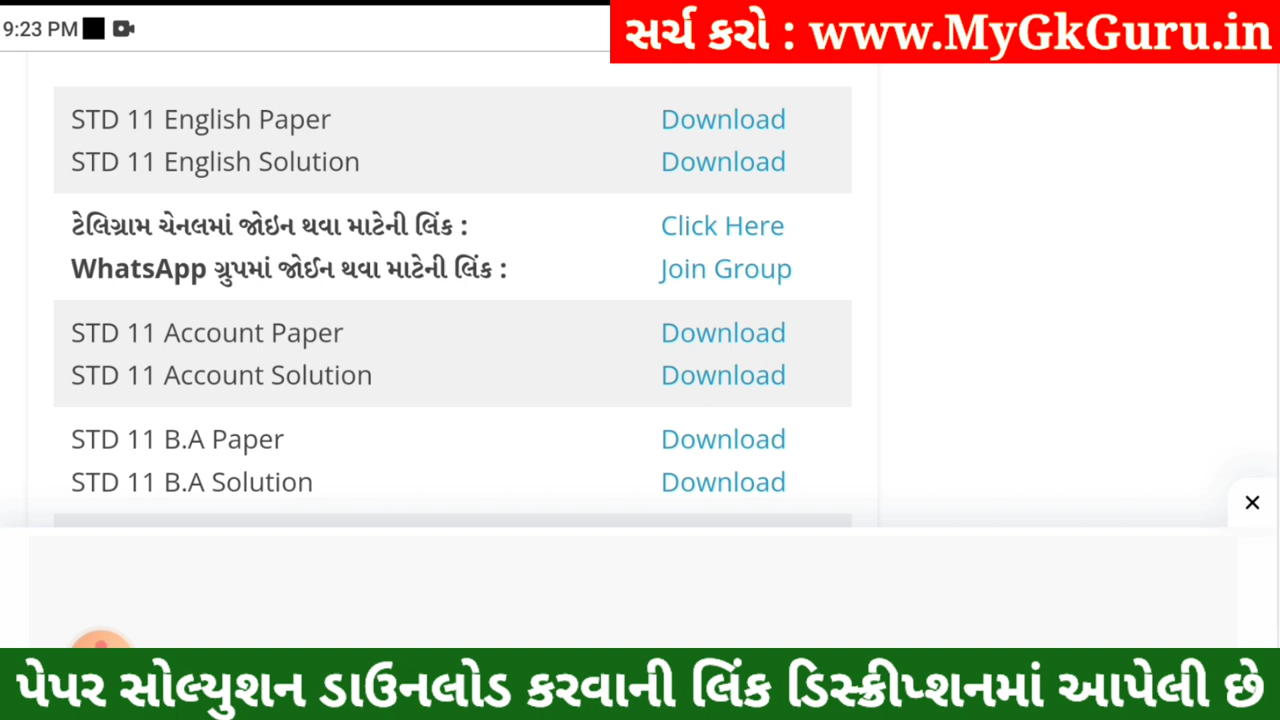 9:23 PM
સર્ચ કરો : www.MyGkGuru.in
STD 11 English Paper Download
STD 11 English Solution Download
ટેલિગ્રામ ચેનલમાં જોઇન થવા માટેની લિંક : Click Here
WhatsApp ગ્રુપમાં જોઈન થવા માટેની લિંક : Join Group
STD 11 Account Paper Download
STD 11 Account Solution Download
STD 11 B.A Paper Download
STD 11 B.A Solution Download
પેપર સોલ્યુશન ડાઉનલોડ કરવાની લિંક ડિસ્ક્રીપ્શનમાં આપેલી છે